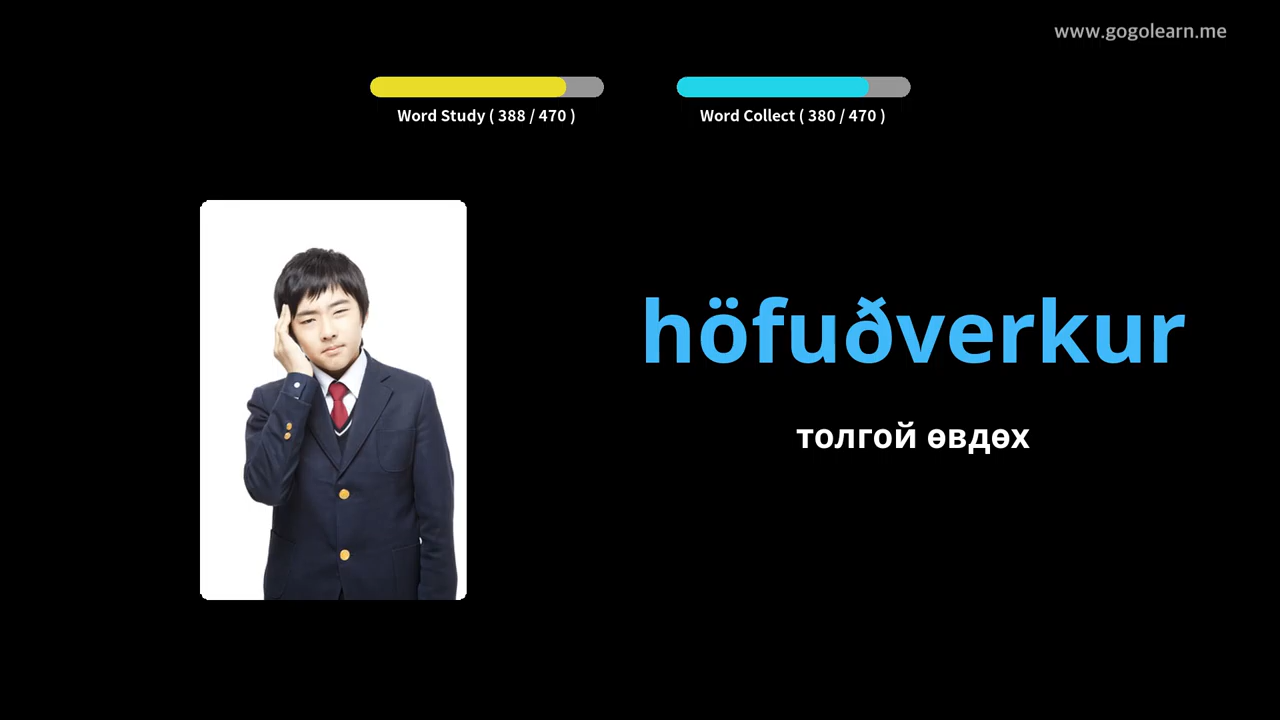 www.gogolearn.me
Word Study ( 388 / 470 )
Word Collect ( 380 / 470 )
höfuðverkur
толгой өвдөх